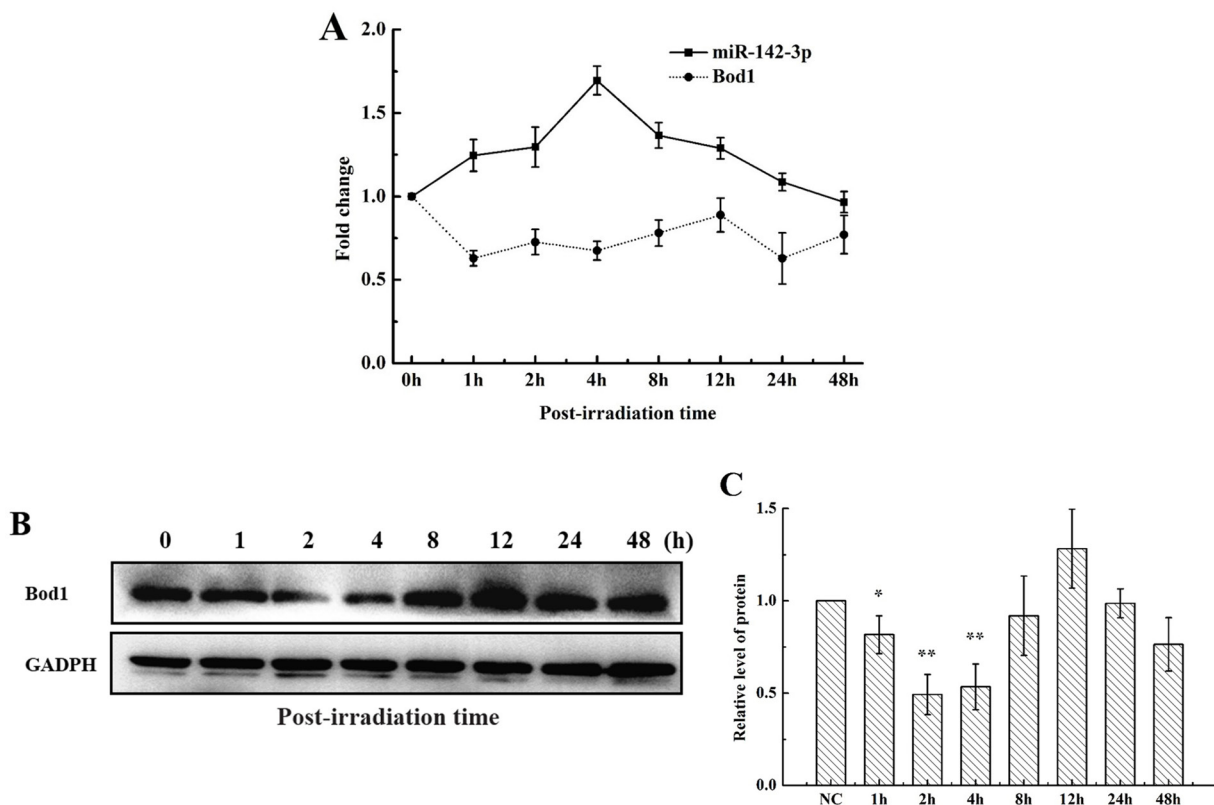 A
2.0
1.5
1.0
0.5
0.0
Fold change
miR-142-3p
Bod1
0h 1h 2h 4h 8h 12h 24h 48h
Post-irradiation time
B
0 1 2 4 8 12 24 48 (h)
Bod1
GADPH
Post-irradiation time
C
1.5
1.0
0.5
0.0
Relative level of protein
*
**
**
NC 1h 2h 4h 8h 12h 24h 48h